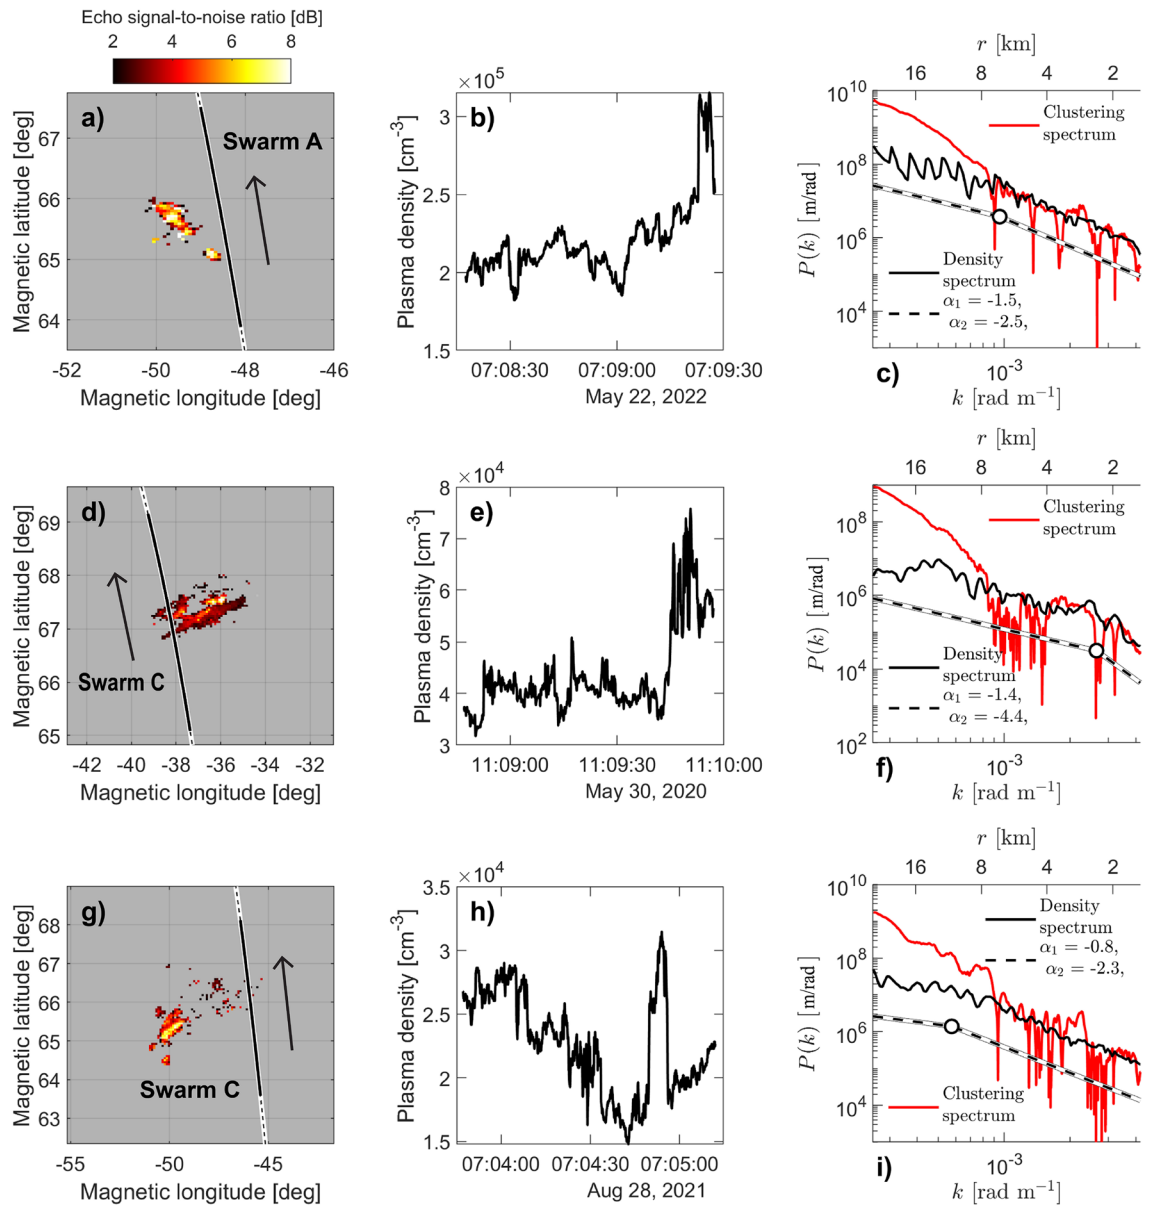 Echo signal-to-noise ratio [dB]
2 4 6 8
a)
Swarm A
67
66
65
64
Magnetic latitude [deg]
-52 -50 -48 -46
Magnetic longitude [deg]
×10^5
b)
3
2.5
2
1.5
Plasma density [cm^-3]
07:08:30 07:09:00 07:09:30
May 22, 2022
r [km]
16 8 4 2
10^10
10^8
10^6
10^4
P(k) [m/rad]
Clustering
spectrum
Density
spectrum
α1 = -1.5,
α2 = -2.5,
c)
10^-3
k [rad m^-1]
d)
Swarm C
69
68
67
66
65
Magnetic latitude [deg]
-42 -40 -38 -36 -34 -32
Magnetic longitude [deg]
×10^4
e)
8
7
6
5
4
3
Plasma density [cm^-3]
11:09:00 11:09:30 11:10:00
May 30, 2020
r [km]
16 8 4 2
10^8
10^6
10^4
10^2
P(k) [m/rad]
Clustering
spectrum
Density
spectrum
α1 = -1.4,
α2 = -4.4,
f)
10^-3
k [rad m^-1]
g)
Swarm C
68
67
66
65
64
63
Magnetic latitude [deg]
-55 -50 -45
Magnetic longitude [deg]
×10^4
h)
3.5
3
2.5
2
1.5
Plasma density [cm^-3]
07:04:00 07:04:30 07:05:00
Aug 28, 2021
r [km]
16 8 4 2
10^10
10^8
10^6
10^4
P(k) [m/rad]
Density
spectrum
α1 = -0.8,
α2 = -2.3,
Clustering
spectrum
i)
10^-3
k [rad m^-1]